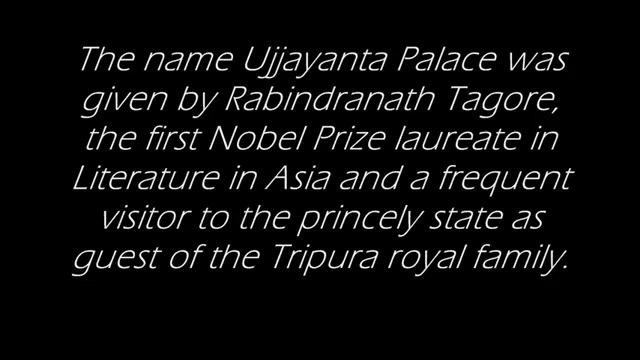 The name Ujjayanta Palace was
given by Rabindranath Tagore,
the first Nobel Prize laureate in
Literature in Asia and a frequent
visitor to the princely state as
guest of the Tripura royal family.